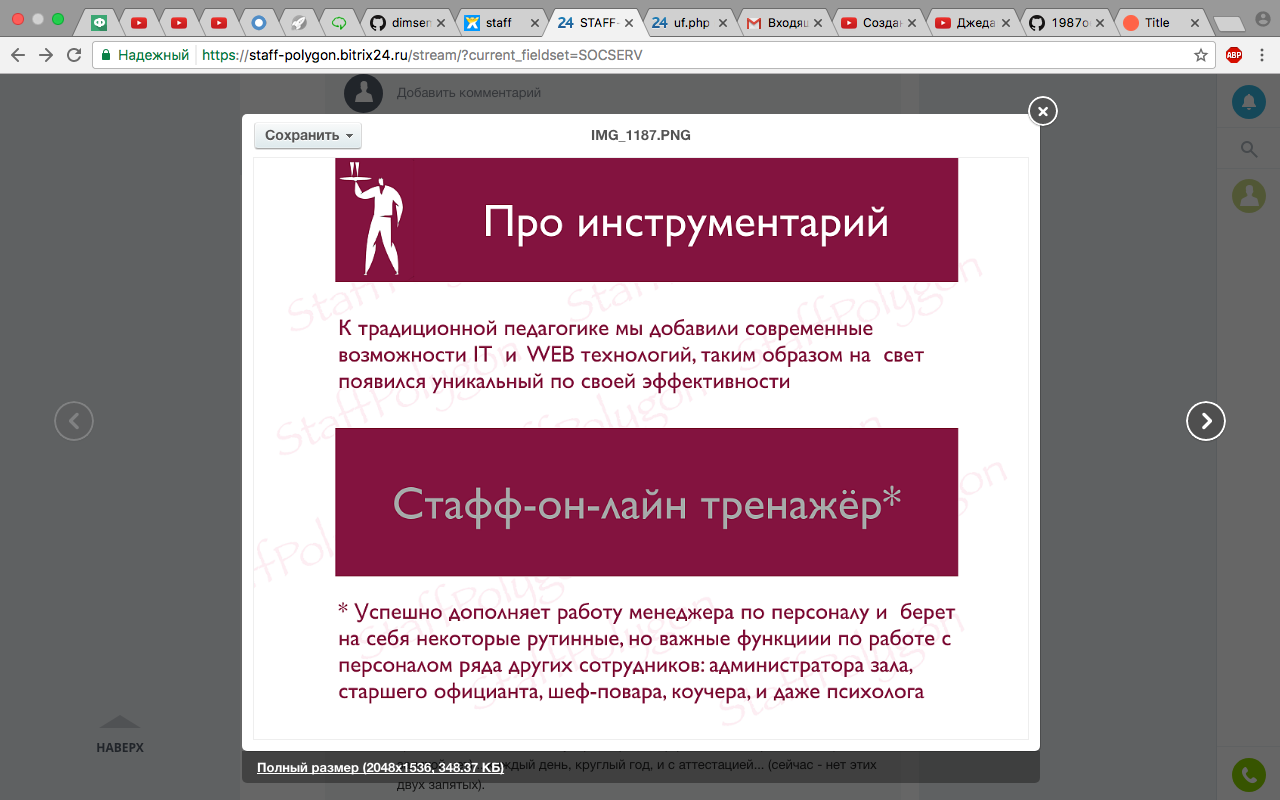 dimsen
staff
24 STAFF-
24 uf.php
Входящ
Создан
Джеда
1987o
Title
Надежный
https://staff-polygon.bitrix24.ru/stream/?current_fieldset=SOCSERV
ABP
Добавить комментарий
Сохранить
IMG_1187.PNG
Про инструментарий
StaffPolygon
К традиционной педагогике мы добавили современные
возможности IT и WEB технологий, таким образом на свет
появился уникальный по своей эффективности
Стафф-он-лайн тренажёр*
* Успешно дополняет работу менеджера по персоналу и берет
на себя некоторые рутинные, но важные функциии по работе с
персоналом ряда других сотрудников: администратора зала,
старшего официанта, шеф-повара, коучера, и даже психолога
НАВЕРХ
Полный размер (2048x1536, 348.37 КБ)
день, круглый год, и с аттестацией... (сейчас - нет этих
двух запятых).